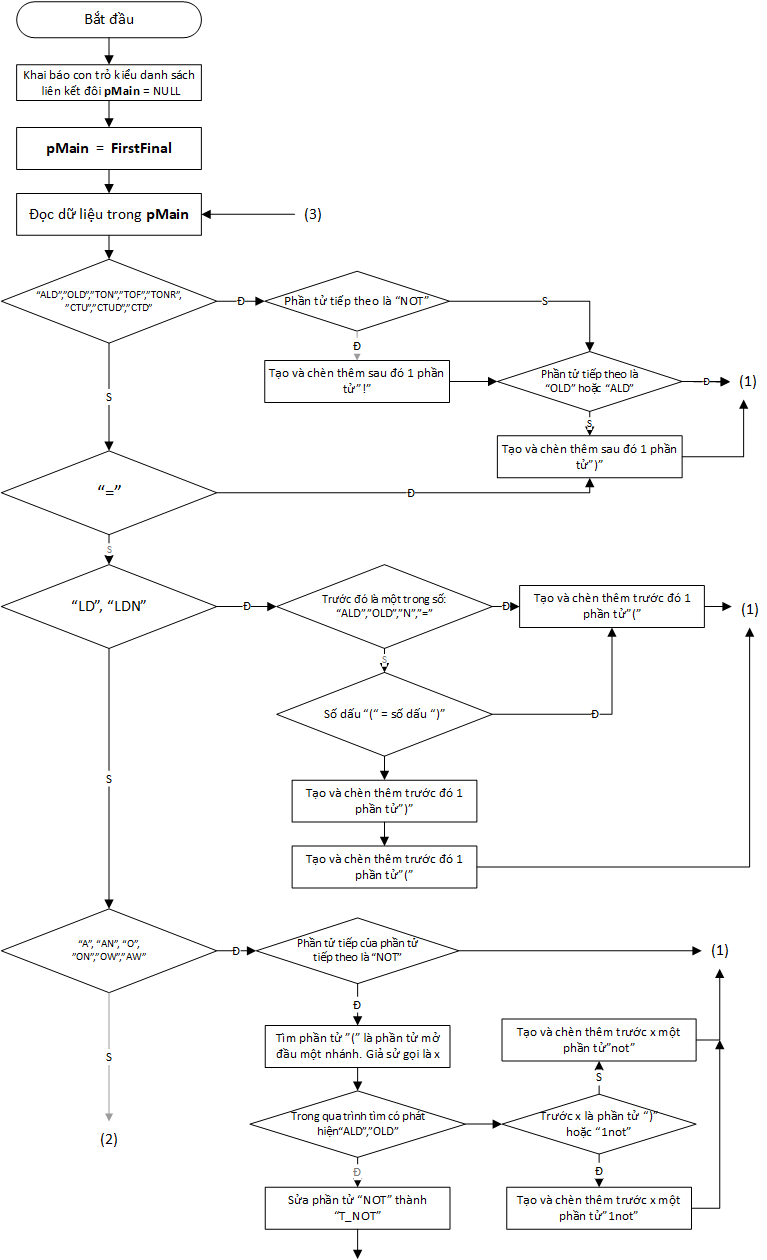 Bắt đầu
Khai báo con trỏ kiểu danh sách
liên kết đôi pMain = NULL
pMain = FirstFinal
Đọc dữ liệu trong pMain
(3)
“ALD”,”OLD”,”TON”,”TOF”,”TONR”,
”CTU”,”CTUD”,”CTD”
Đ
Phần tử tiếp theo là “NOT”
S
Đ
Tạo và chèn thêm sau đó 1 phần
tử”!”
Phần tử tiếp theo là
“OLD” hoặc “ALD”
Đ
(1)
S
S
Tạo và chèn thêm sau đó 1 phần
tử”)”
“=”
Đ
S
“LD”, “LDN”
Đ
Trước đó là một trong số:
“ALD”,”OLD”,”N”,”=”
Đ
Tạo và chèn thêm trước đó 1
phần tử”(“
(1)
S
Số dấu “(“ = số dấu “)”
Đ
S
Tạo và chèn thêm trước đó 1
phần tử”)”
Tạo và chèn thêm trước đó 1
phần tử”(“
“A”, “AN”, “O”,
”ON”,”OW”,”AW”
Đ
Phần tử tiếp của phần tử
tiếp theo là “NOT”
(1)
Đ
S
Tìm phần tử ”(“ là phần tử mở
đầu một nhánh. Giả sử gọi là x
Tạo và chèn thêm trước x một
phần tử”not”
S
(2)
Trong qua trình tìm có phát
hiện“ALD”,”OLD”
Trước x là phần tử “)”
hoặc “1not”
Đ
Đ
Sửa phần tử “NOT” thành
“T_NOT”
Tạo và chèn thêm trước x một
phần tử”1not”